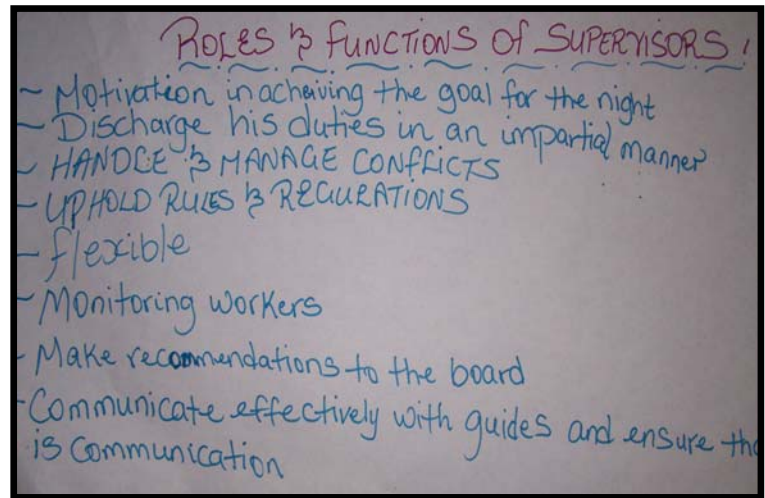 ROLES & FUNCTIONS Of SUPERVISORS!
~ Motivation in acheiving the goal for the night
~ Discharge his duties in an impartial manner
- HANDLE & MANAGE CONFLICTS
- UPHOLD RULES & REGULATIONS
- flexible
- Monitoring workers
- Make recommendations to the board
- Communicate effectively with guides and ensure
is communication